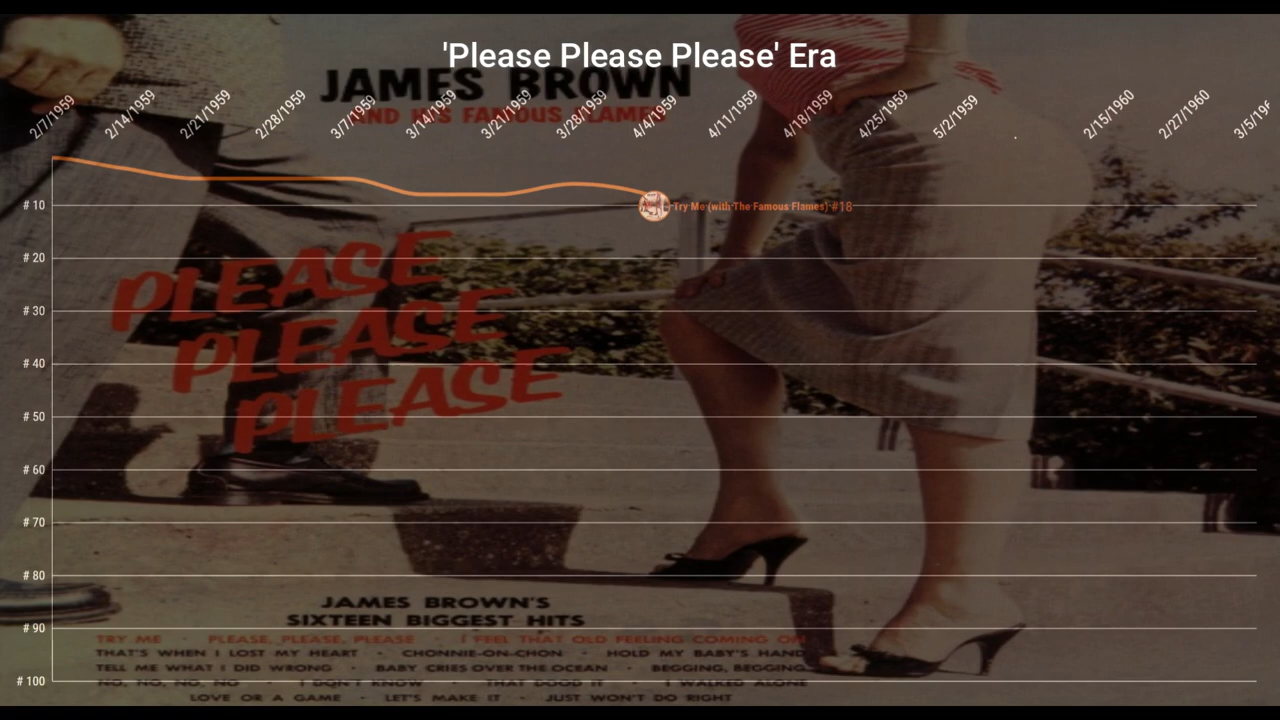 'Please Please Please' Era
JAMES BROWN
AND HIS FAMOUS FLAMES
2/7/1959 2/14/1959 2/21/1959 2/28/1959 3/7/1959 3/14/1959 3/21/1959 3/28/1959 4/4/1959 4/11/1959 4/18/1959 4/25/1959 5/2/1959 . 2/15/1960 2/27/1960
# 10
Try Me (with The Famous Flames) #18
PLEASE
# 20
PLEASE
# 30
PLEASE
# 40
# 50
# 60
# 70
# 80
JAMES BROWN'S
SIXTEEN BIGGEST HITS
# 90
TRY ME • PLEASE, PLEASE, PLEASE • I FEEL THAT OLD FEELING COMING ON
THAT'S WHEN I LOST MY HEART • CHONNIE-ON-CHON • HOLD MY BABY'S HAND
TELL ME WHAT I DID WRONG • BABY CRIES OVER THE OCEAN • BEGGING, BEGGING
# 100
NO, NO, NO, NO • I DON'T KNOW • THAT DOOD IT • I WALKED ALONE
LOVE OR A GAME • LET'S MAKE IT • JUST WON'T DO RIGHT